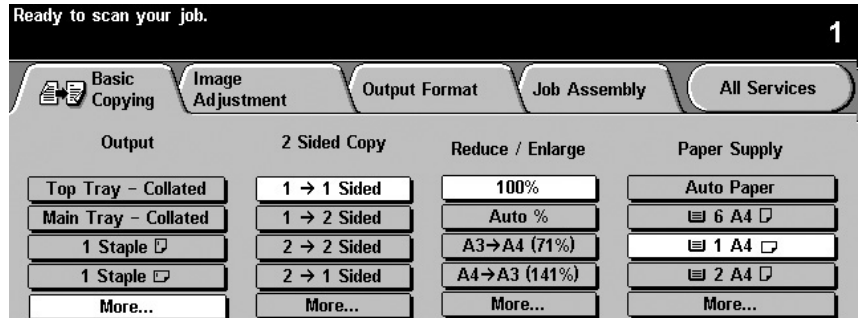 Ready to scan your job.
1
Basic Copying
Image Adjustment
Output Format
Job Assembly
All Services
Output
2 Sided Copy
Reduce / Enlarge
Paper Supply
Top Tray - Collated
1 → 1 Sided
100%
Auto Paper
Main Tray - Collated
1 → 2 Sided
Auto %
6 A4
1 Staple
2 → 2 Sided
A3→A4 (71%)
1 A4
1 Staple
2 → 1 Sided
A4→A3 (141%)
2 A4
More...
More...
More...
More...